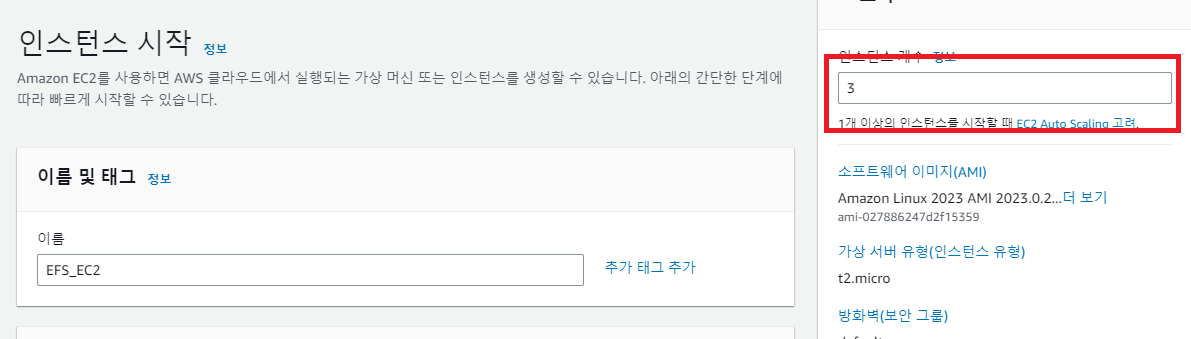 인스턴스 시작 정보
Amazon EC2를 사용하면 AWS 클라우드에서 실행되는 가상 머신 또는 인스턴스를 생성할 수 있습니다. 아래의 간단한 단계에
따라 빠르게 시작할 수 있습니다.
이름 및 태그 정보
이름
EFS_EC2
추가 태그 추가
인스턴스 개수 정보
3
1개 이상의 인스턴스를 시작할 때 EC2 Auto Scaling 고려.
소프트웨어 이미지(AMI)
Amazon Linux 2023 AMI 2023.0.2...더 보기
ami-027886247d2f15359
가상 서버 유형(인스턴스 유형)
t2.micro
방화벽(보안 그룹)